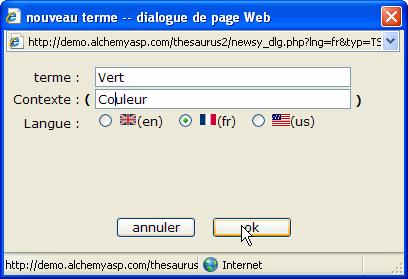 nouveau terme -- dialogue de page Web
http://demo.alchemyasp.com/thesaurus2/newsy_dlg.php?lng=fr&typ=TS
terme : Vert
Contexte : ( Couleur )
Langue : (en) (fr) (us)
annuler ok
http://demo.alchemyasp.com/thesaurus Internet